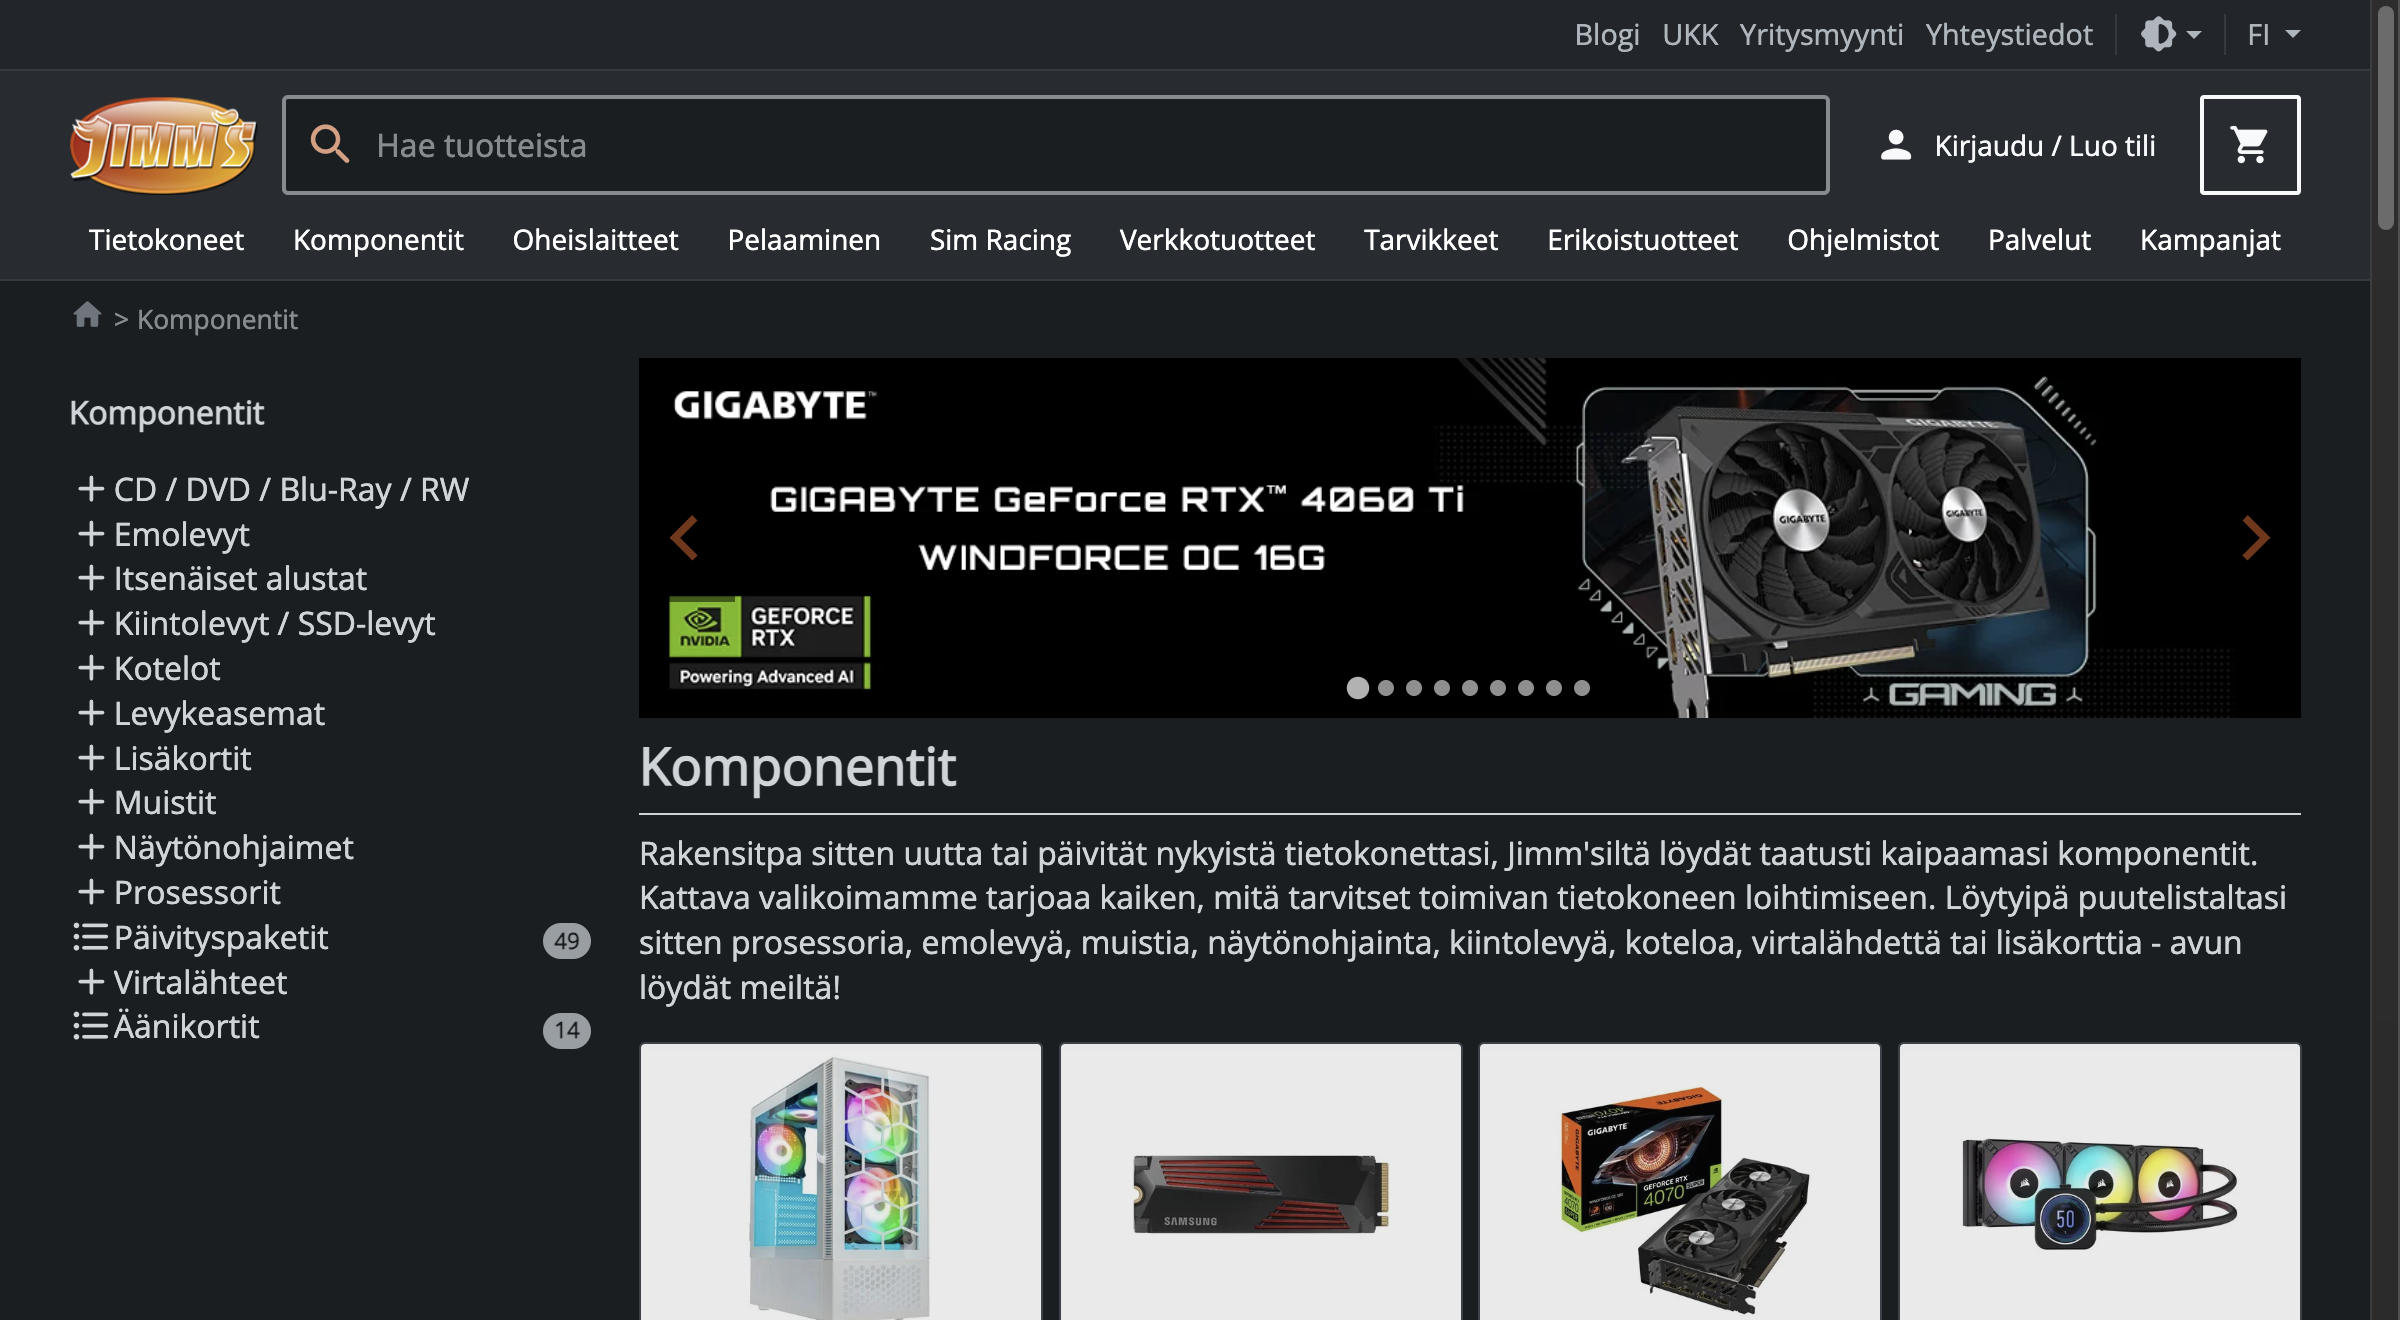 Blogi UKK Yritysmyynti Yhteystiedot FI
JIMM'S
Hae tuotteista
Kirjaudu / Luo tili
Tietokoneet Komponentit Oheislaitteet Pelaaminen Sim Racing Verkkotuotteet Tarvikkeet Erikoistuotteet Ohjelmistot Palvelut Kampanjat
> Komponentit
Komponentit
CD / DVD / Blu-Ray / RW
Emolevyt
Itsenäiset alustat
Kiintolevyt / SSD-levyt
Kotelot
Levykeasemat
Lisäkortit
Muistit
Näytönohjaimet
Prosessorit
Päivityspaketit 49
Virtalähteet
Äänikortit 14
GIGABYTE™
GIGABYTE GeForce RTX™ 4060 Ti
WINDFORCE OC 16G
NVIDIA
GEFORCE
RTX
Powering Advanced AI
GIGABYTE
GIGABYTE
GIGABYTE
GAMING
Komponentit
Rakensitpa sitten uutta tai päivität nykyistä tietokonettasi, Jimm'siltä löydät taatusti kaipaamasi komponentit.
Kattava valikoimamme tarjoaa kaiken, mitä tarvitset toimivan tietokoneen loihtimiseen. Löytyipä puutelistaltasi
sitten prosessoria, emolevyä, muistia, näytönohjainta, kiintolevyä, koteloa, virtalähdettä tai lisäkorttia - avun
löydät meiltä!
SAMSUNG
GIGABYTE
GIGABYTE
GEFORCE RTX
4070 SUPER
50